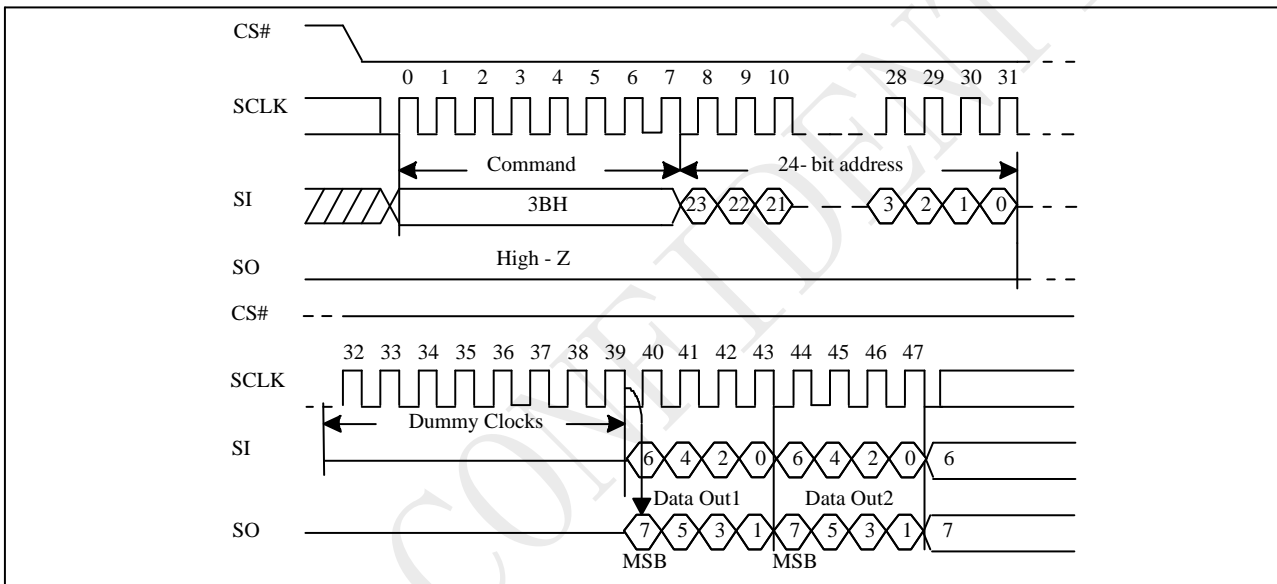 CS#
0 1 2 3 4 5 6 7 8 9 10 28 29 30 31
SCLK
Command 24- bit address
SI 3BH 23 22 21 3 2 1 0
High - Z
SO
CS#
32 33 34 35 36 37 38 39 40 41 42 43 44 45 46 47
SCLK
Dummy Clocks
SI 6 4 2 0 6 4 2 0 6
Data Out1 Data Out2
SO 7 5 3 1 7 5 3 1 7
MSB MSB
CONFIDENT